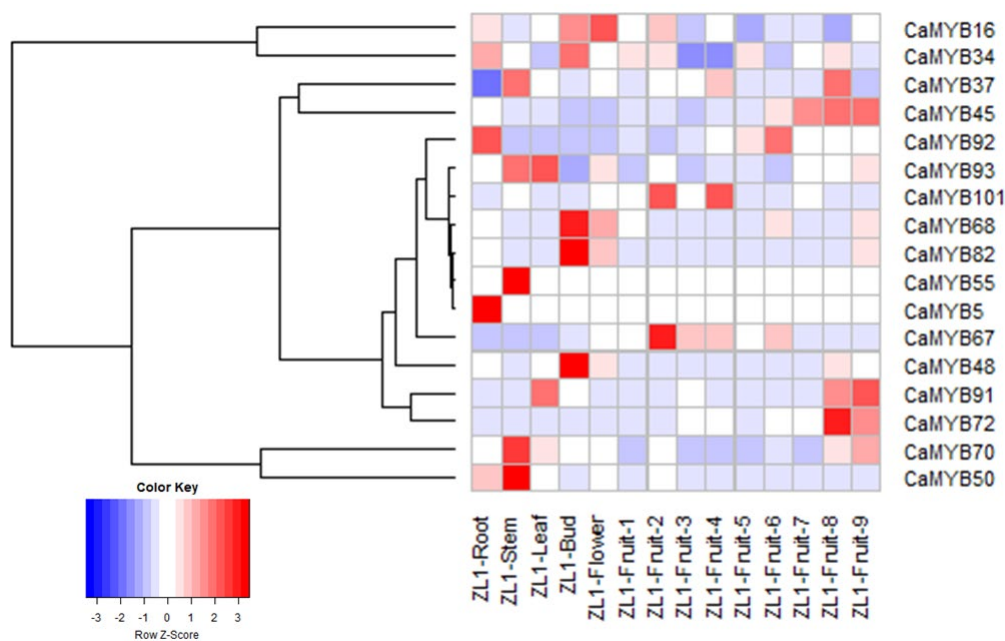 CaMYB16
CaMYB34
CaMYB37
CaMYB45
CaMYB92
CaMYB93
CaMYB101
CaMYB68
CaMYB82
CaMYB55
CaMYB5
CaMYB67
CaMYB48
CaMYB91
CaMYB72
CaMYB70
CaMYB50
Color Key
-3 -2 -1 0 1 2 3
Row Z-Score
ZL1-Root
ZL1-Stem
ZL1-Leaf
ZL1-Bud
ZL1-Flower
ZL1-Fruit-1
ZL1-Fruit-2
ZL1-Fruit-3
ZL1-Fruit-4
ZL1-Fruit-5
ZL1-Fruit-6
ZL1-Fruit-7
ZL1-Fruit-8
ZL1-Fruit-9